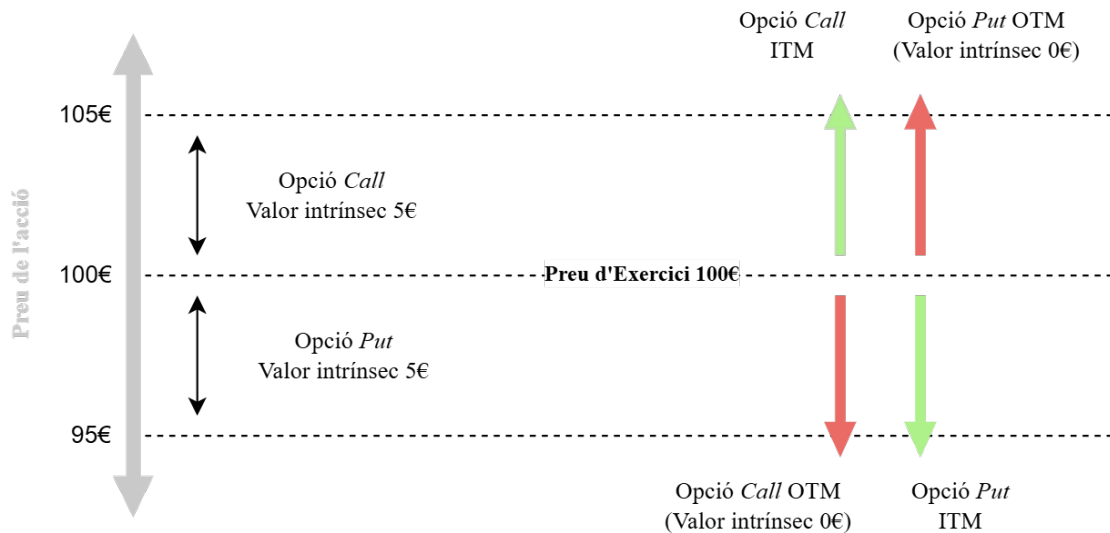 Opció Call
ITM
Opció Put OTM
(Valor intrínsec 0€)
105€
Opció Call
Valor intrínsec 5€
Preu de l'acció
100€
Preu d'Exercici 100€
Opció Put
Valor intrínsec 5€
95€
Opció Call OTM
(Valor intrínsec 0€)
Opció Put
ITM